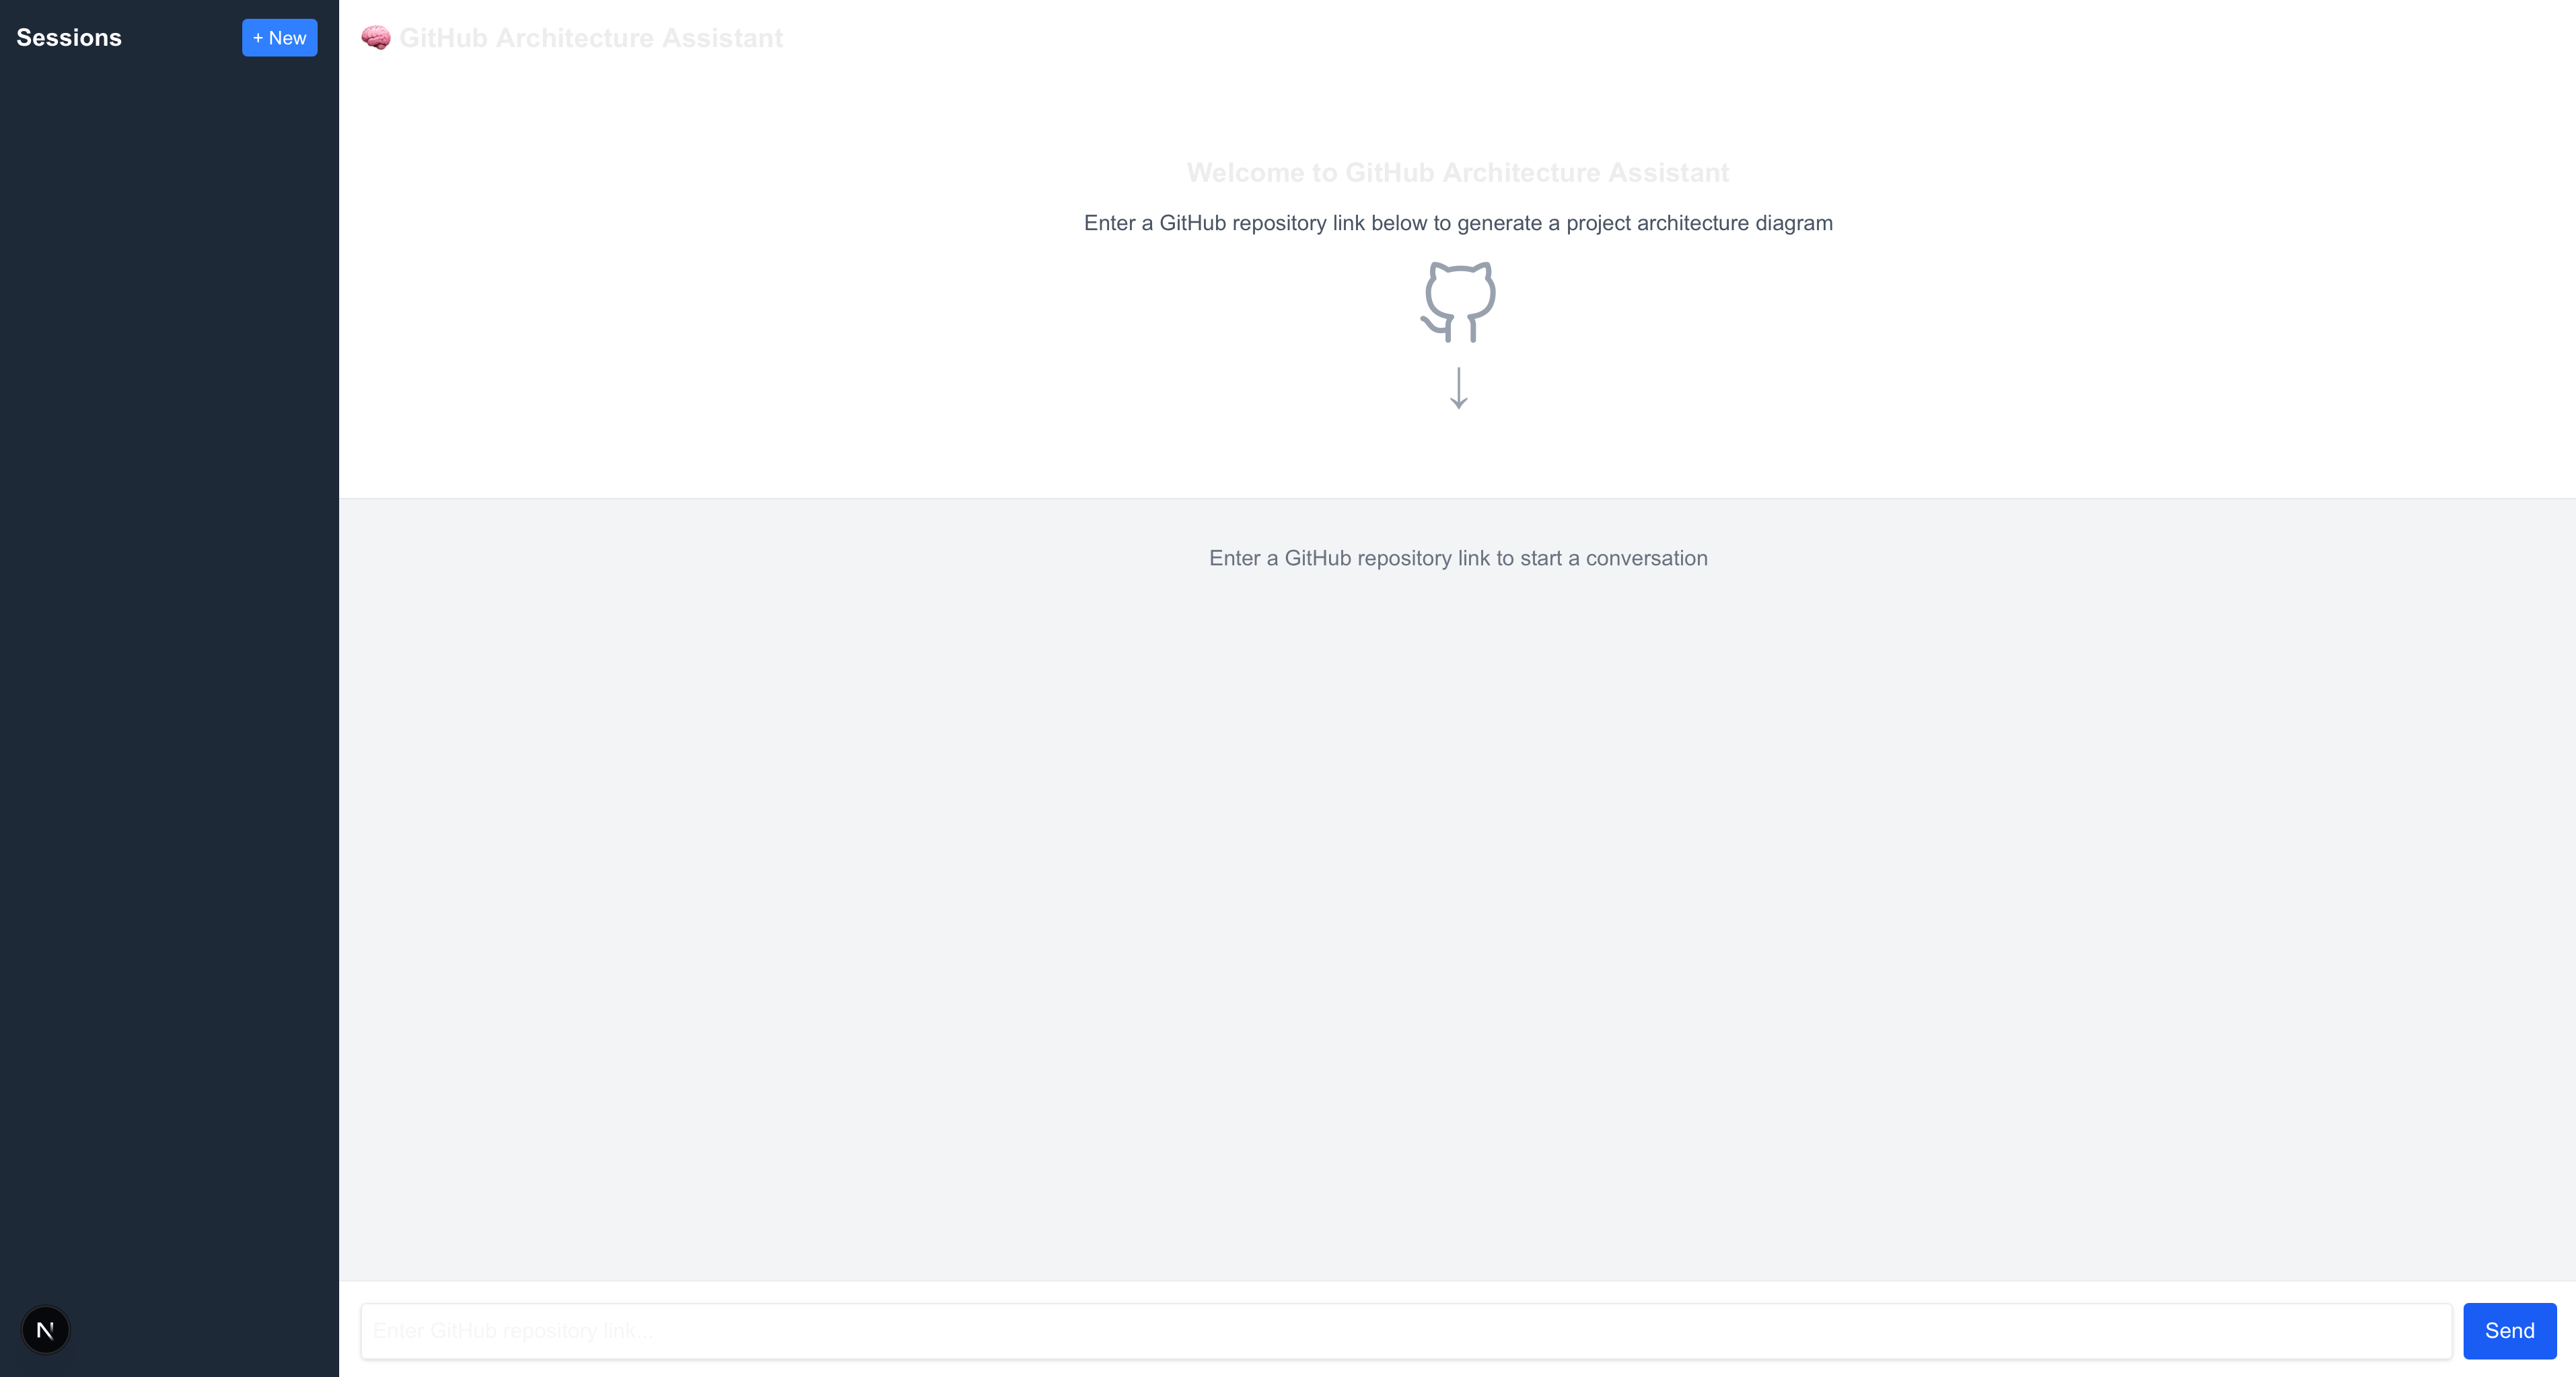 Sessions
+ New
GitHub Architecture Assistant
Welcome to GitHub Architecture Assistant
Enter a GitHub repository link below to generate a project architecture diagram
Enter a GitHub repository link to start a conversation
N
Enter GitHub repository link...
Send